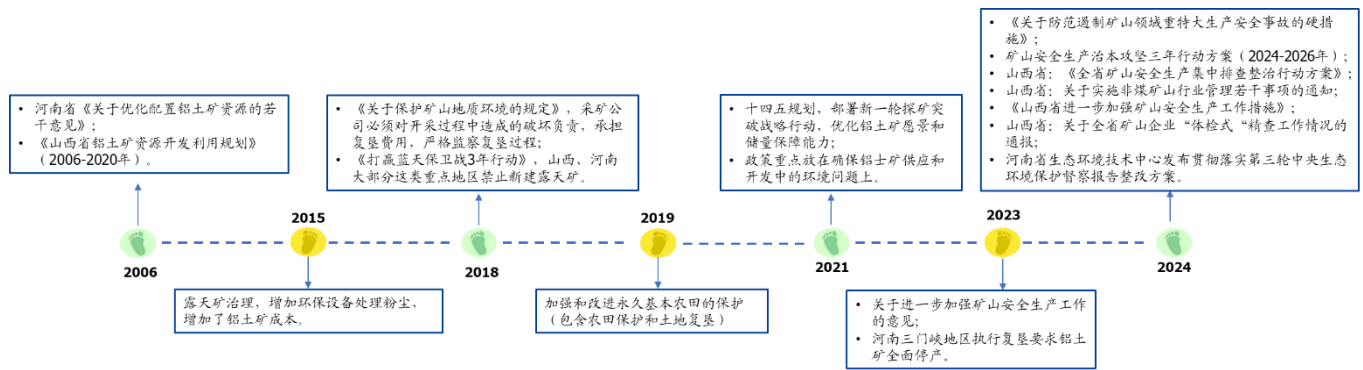 • 河南省《关于优化配置铝土矿资源的若
干意见》；
• 《山西省铝土矿资源开发利用规划》
（2006-2020年）。
2006
2015
露天矿治理，增加环保设备处理粉尘，
增加了铝土矿成本。
• 《关于保护矿山地质环境的规定》，采矿公
司必须对开采过程中造成的破坏负责，承担
复垦费用，严格监察复垦过程；
• 《打赢蓝天保卫战3年行动》，山西、河南
大部分这类重点地区禁止新建露天矿。
2018
2019
加强和改进永久基本农田的保护
（包含农田保护和土地复垦）
• 十四五规划，部署新一轮探矿突
破战略行动，优化铝土矿愿景和
储量保障能力；
• 政策重点放在确保铝土矿供应和
开发中的环境问题上。
2021
2023
• 关于进一步加强矿山安全生产工作
的意见；
• 河南三门峡地区执行复垦要求铝土
矿全面停产。
• 《关于防范遏制矿山领域重特大生产安全事故的硬措
施》；
• 矿山安全生产治本攻坚三年行动方案（2024-2026年）；
• 山西省：《全省矿山安全生产集中排查整治行动方案》；
• 山西省：关于实施非煤矿山行业管理若干事项的通知；
• 《山西省进一步加强矿山安全生产工作措施》；
• 山西省：关于全省矿山企业“体检式“精查工作情况的
通报；
• 河南省生态环境技术中心发布贯彻落实第三轮中央生态
环境保护督察报告整改方案。
2024